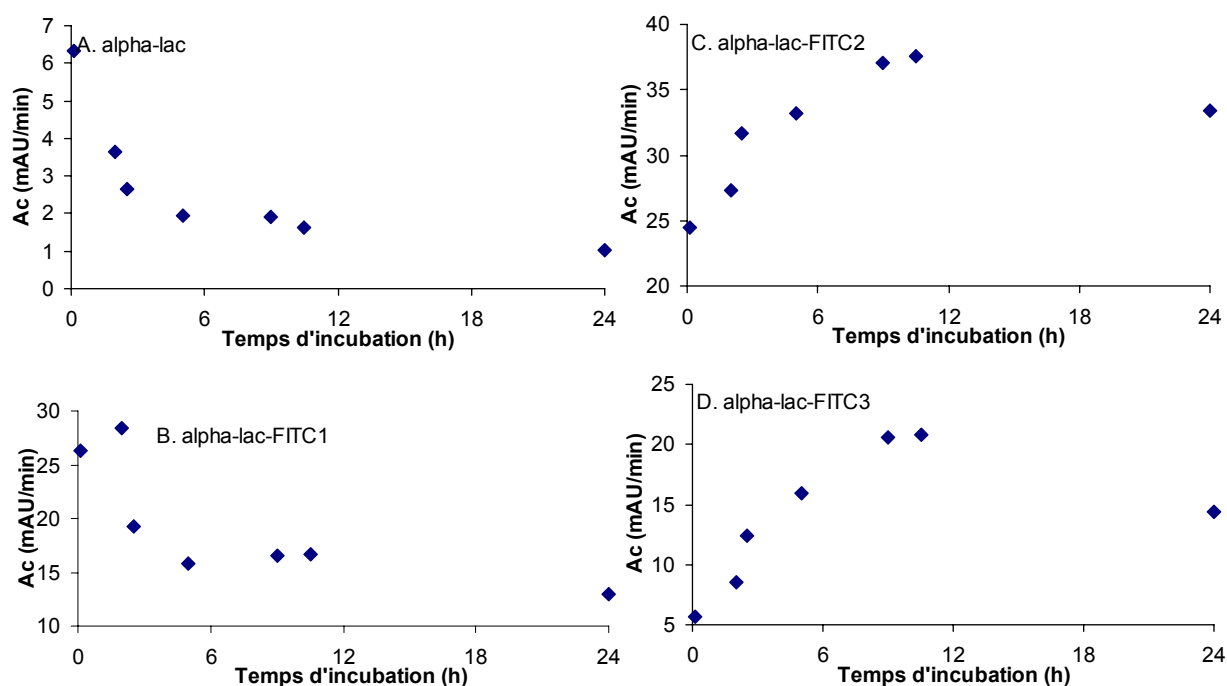 A. alpha-lac
Ac (mAU/min)
7
6
5
4
3
2
1
0
0 6 12 18 24
Temps d'incubation (h)
C. alpha-lac-FITC2
Ac (mAU/min)
40
35
30
25
20
0 6 12 18 24
Temps d'incubation (h)
B. alpha-lac-FITC1
Ac (mAU/min)
30
25
20
15
10
0 6 12 18 24
Temps d'incubation (h)
D. alpha-lac-FITC3
Ac (mAU/min)
25
20
15
10
5
0 6 12 18 24
Temps d'incubation (h)